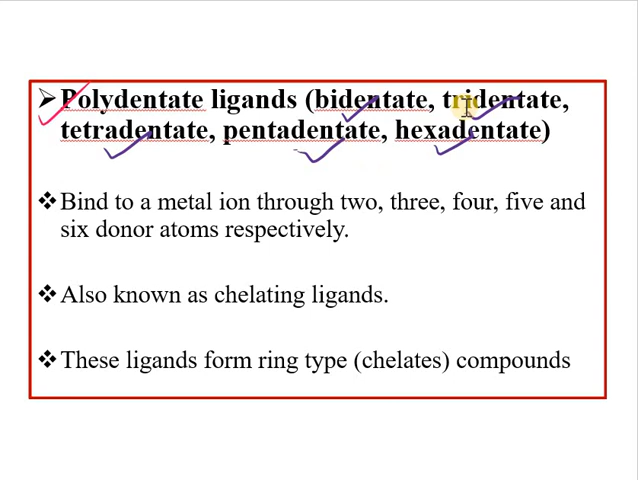 Polydentate ligands (bidentate, tridentate,
tetradentate, pentadentate, hexadentate)
Bind to a metal ion through two, three, four, five and
six donor atoms respectively.
Also known as chelating ligands.
These ligands form ring type (chelates) compounds